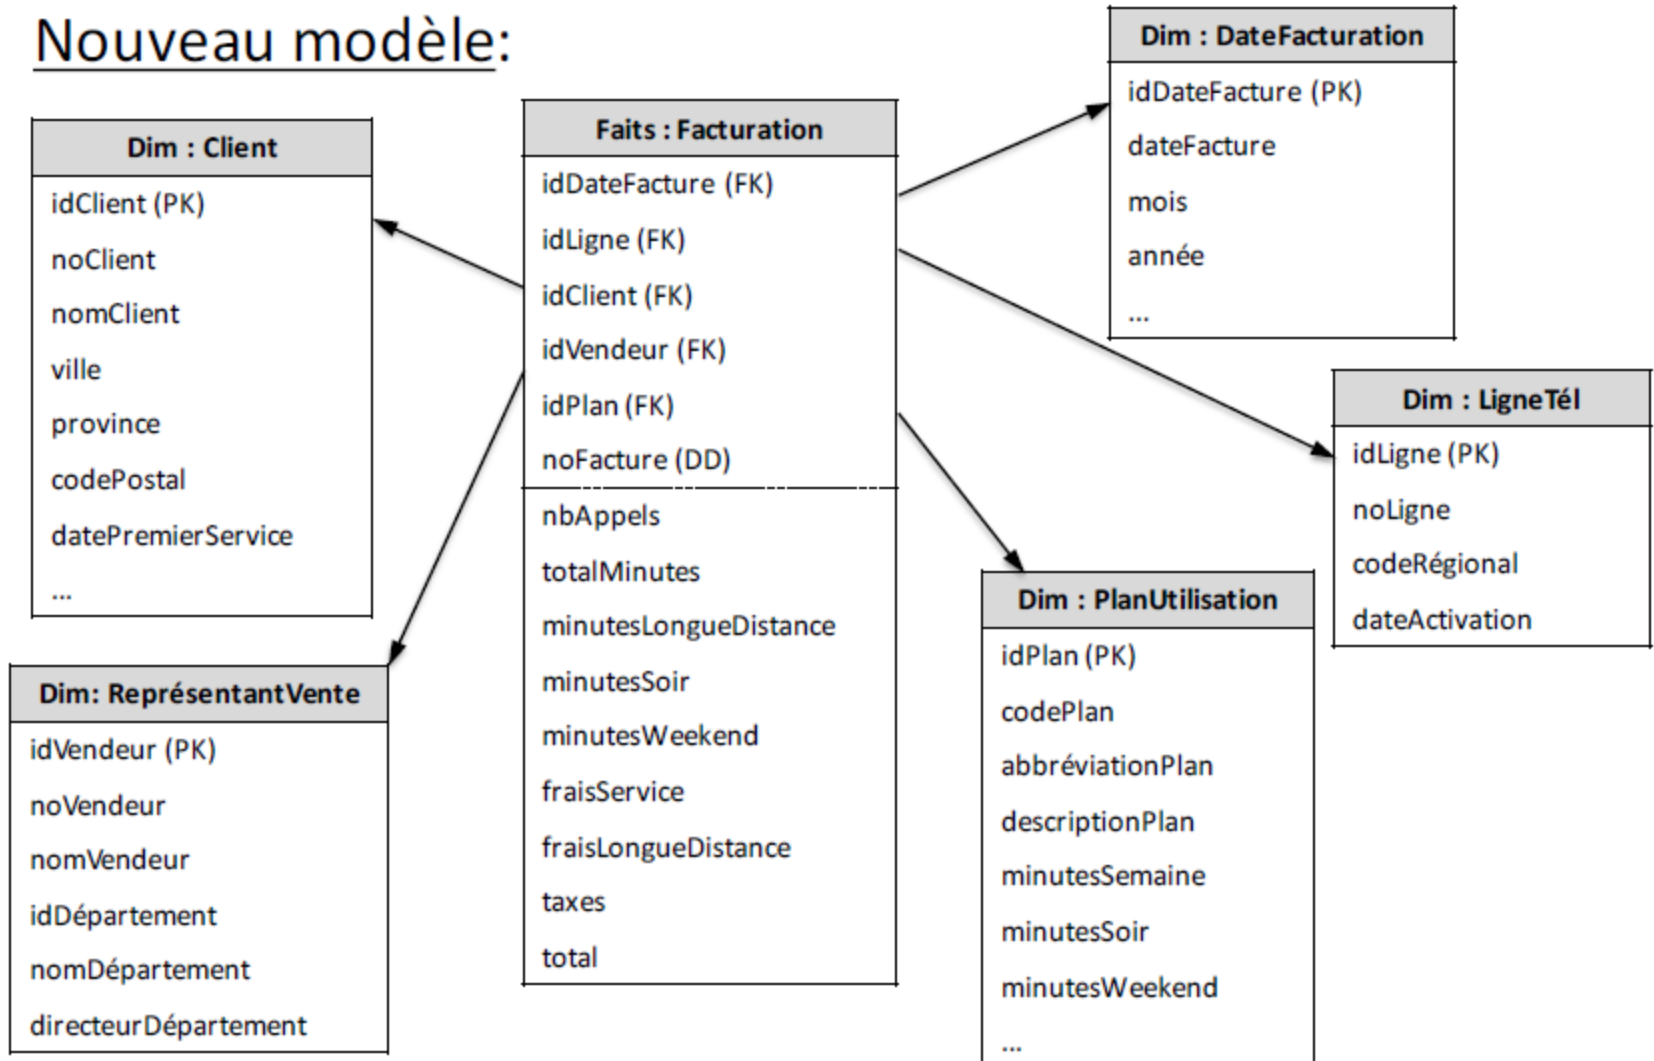 Nouveau modèle:
Dim : Client
idClient (PK)
noClient
nomClient
ville
province
codePostal
datePremierService
...
Dim: ReprésentantVente
idVendeur (PK)
noVendeur
nomVendeur
idDépartement
nomDépartement
directeurDépartement
Faits : Facturation
idDateFacture (FK)
idLigne (FK)
idClient (FK)
idVendeur (FK)
idPlan (FK)
noFacture (DD)
nbAppels
totalMinutes
minutesLongueDistance
minutesSoir
minutesWeekend
fraisService
fraisLongueDistance
taxes
total
Dim : DateFacturation
idDateFacture (PK)
dateFacture
mois
année
...
Dim : LigneTél
idLigne (PK)
noLigne
codeRégional
dateActivation
Dim : PlanUtilisation
idPlan (PK)
codePlan
abbréviationPlan
descriptionPlan
minutesSemaine
minutesSoir
minutesWeekend
...